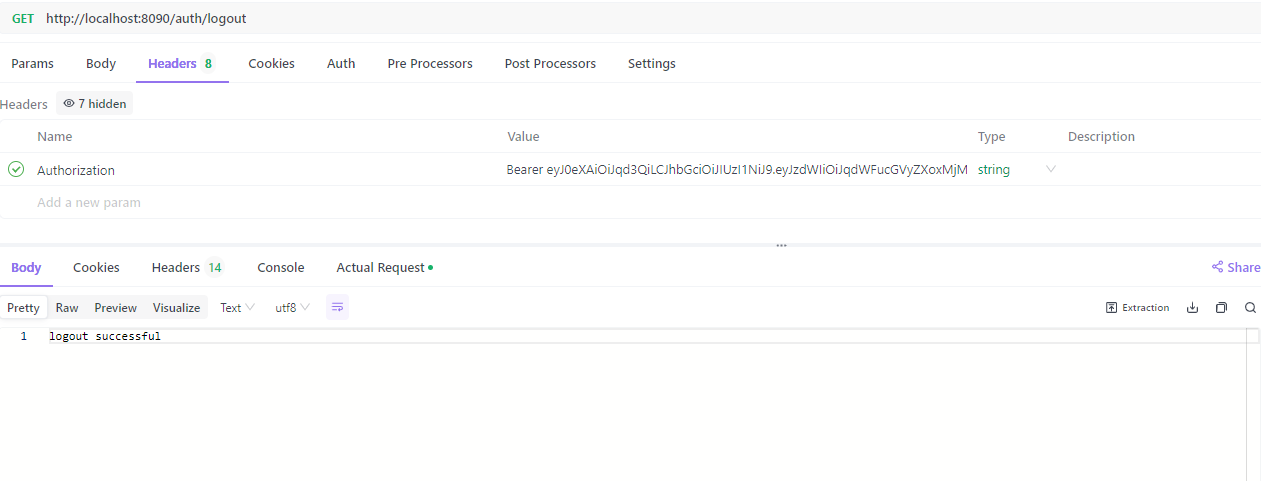 GET http://localhost:8090/auth/logout
Params Body Headers 8 Cookies Auth Pre Processors Post Processors Settings
Headers 7 hidden
Name Value Type Description
Authorization Bearer eyJ0eXAiOiJqd3QiLCJhbGciOiJIUzI1NiJ9.eyJzdWIiOiJqdWFucGVyZXoxMjM string
Add a new param
Body Cookies Headers 14 Console Actual Request Share
Pretty Raw Preview Visualize Text utf8 Extraction
1 logout successful